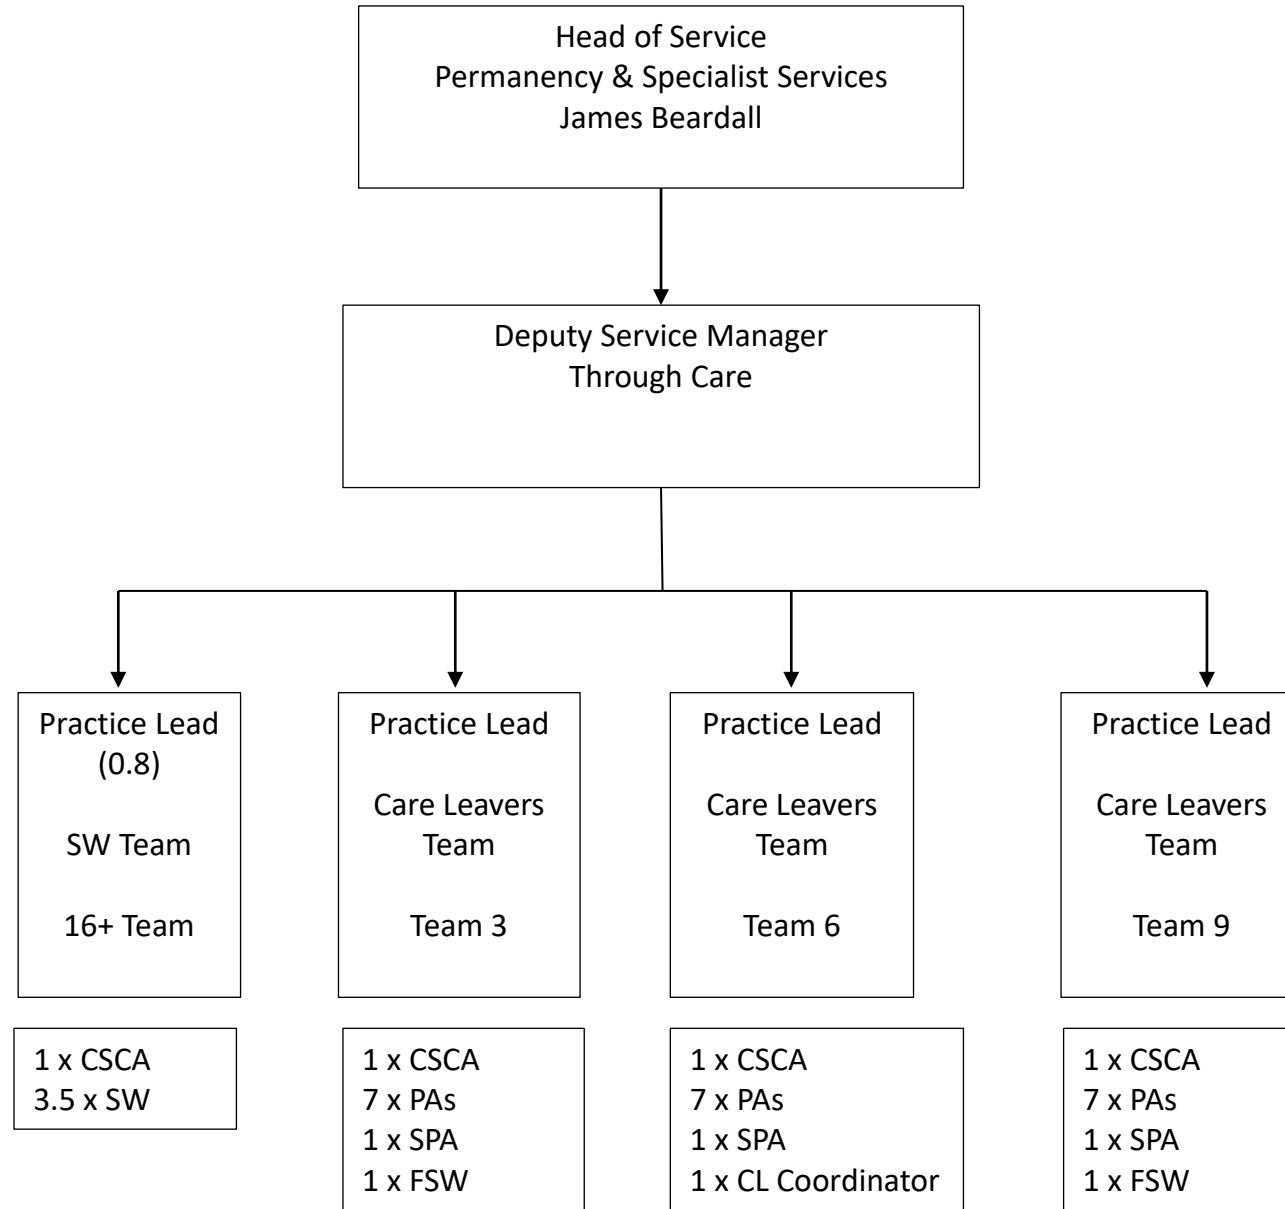 Head of Service
Permanency & Specialist Services
James Beardall
Deputy Service Manager
Through Care
Practice Lead
(0.8)
SW Team
16+ Team
Practice Lead
Care Leavers
Team
Team 3
Practice Lead
Care Leavers
Team
Team 6
Practice Lead
Care Leavers
Team
Team 9
1 x CSCA
3.5 x SW
1 x CSCA
7 x PAs
1 x SPA
1 x FSW
1 x CSCA
7 x PAs
1 x SPA
1 x CL Coordinator
1 x CSCA
7 x PAs
1 x SPA
1 x FSW